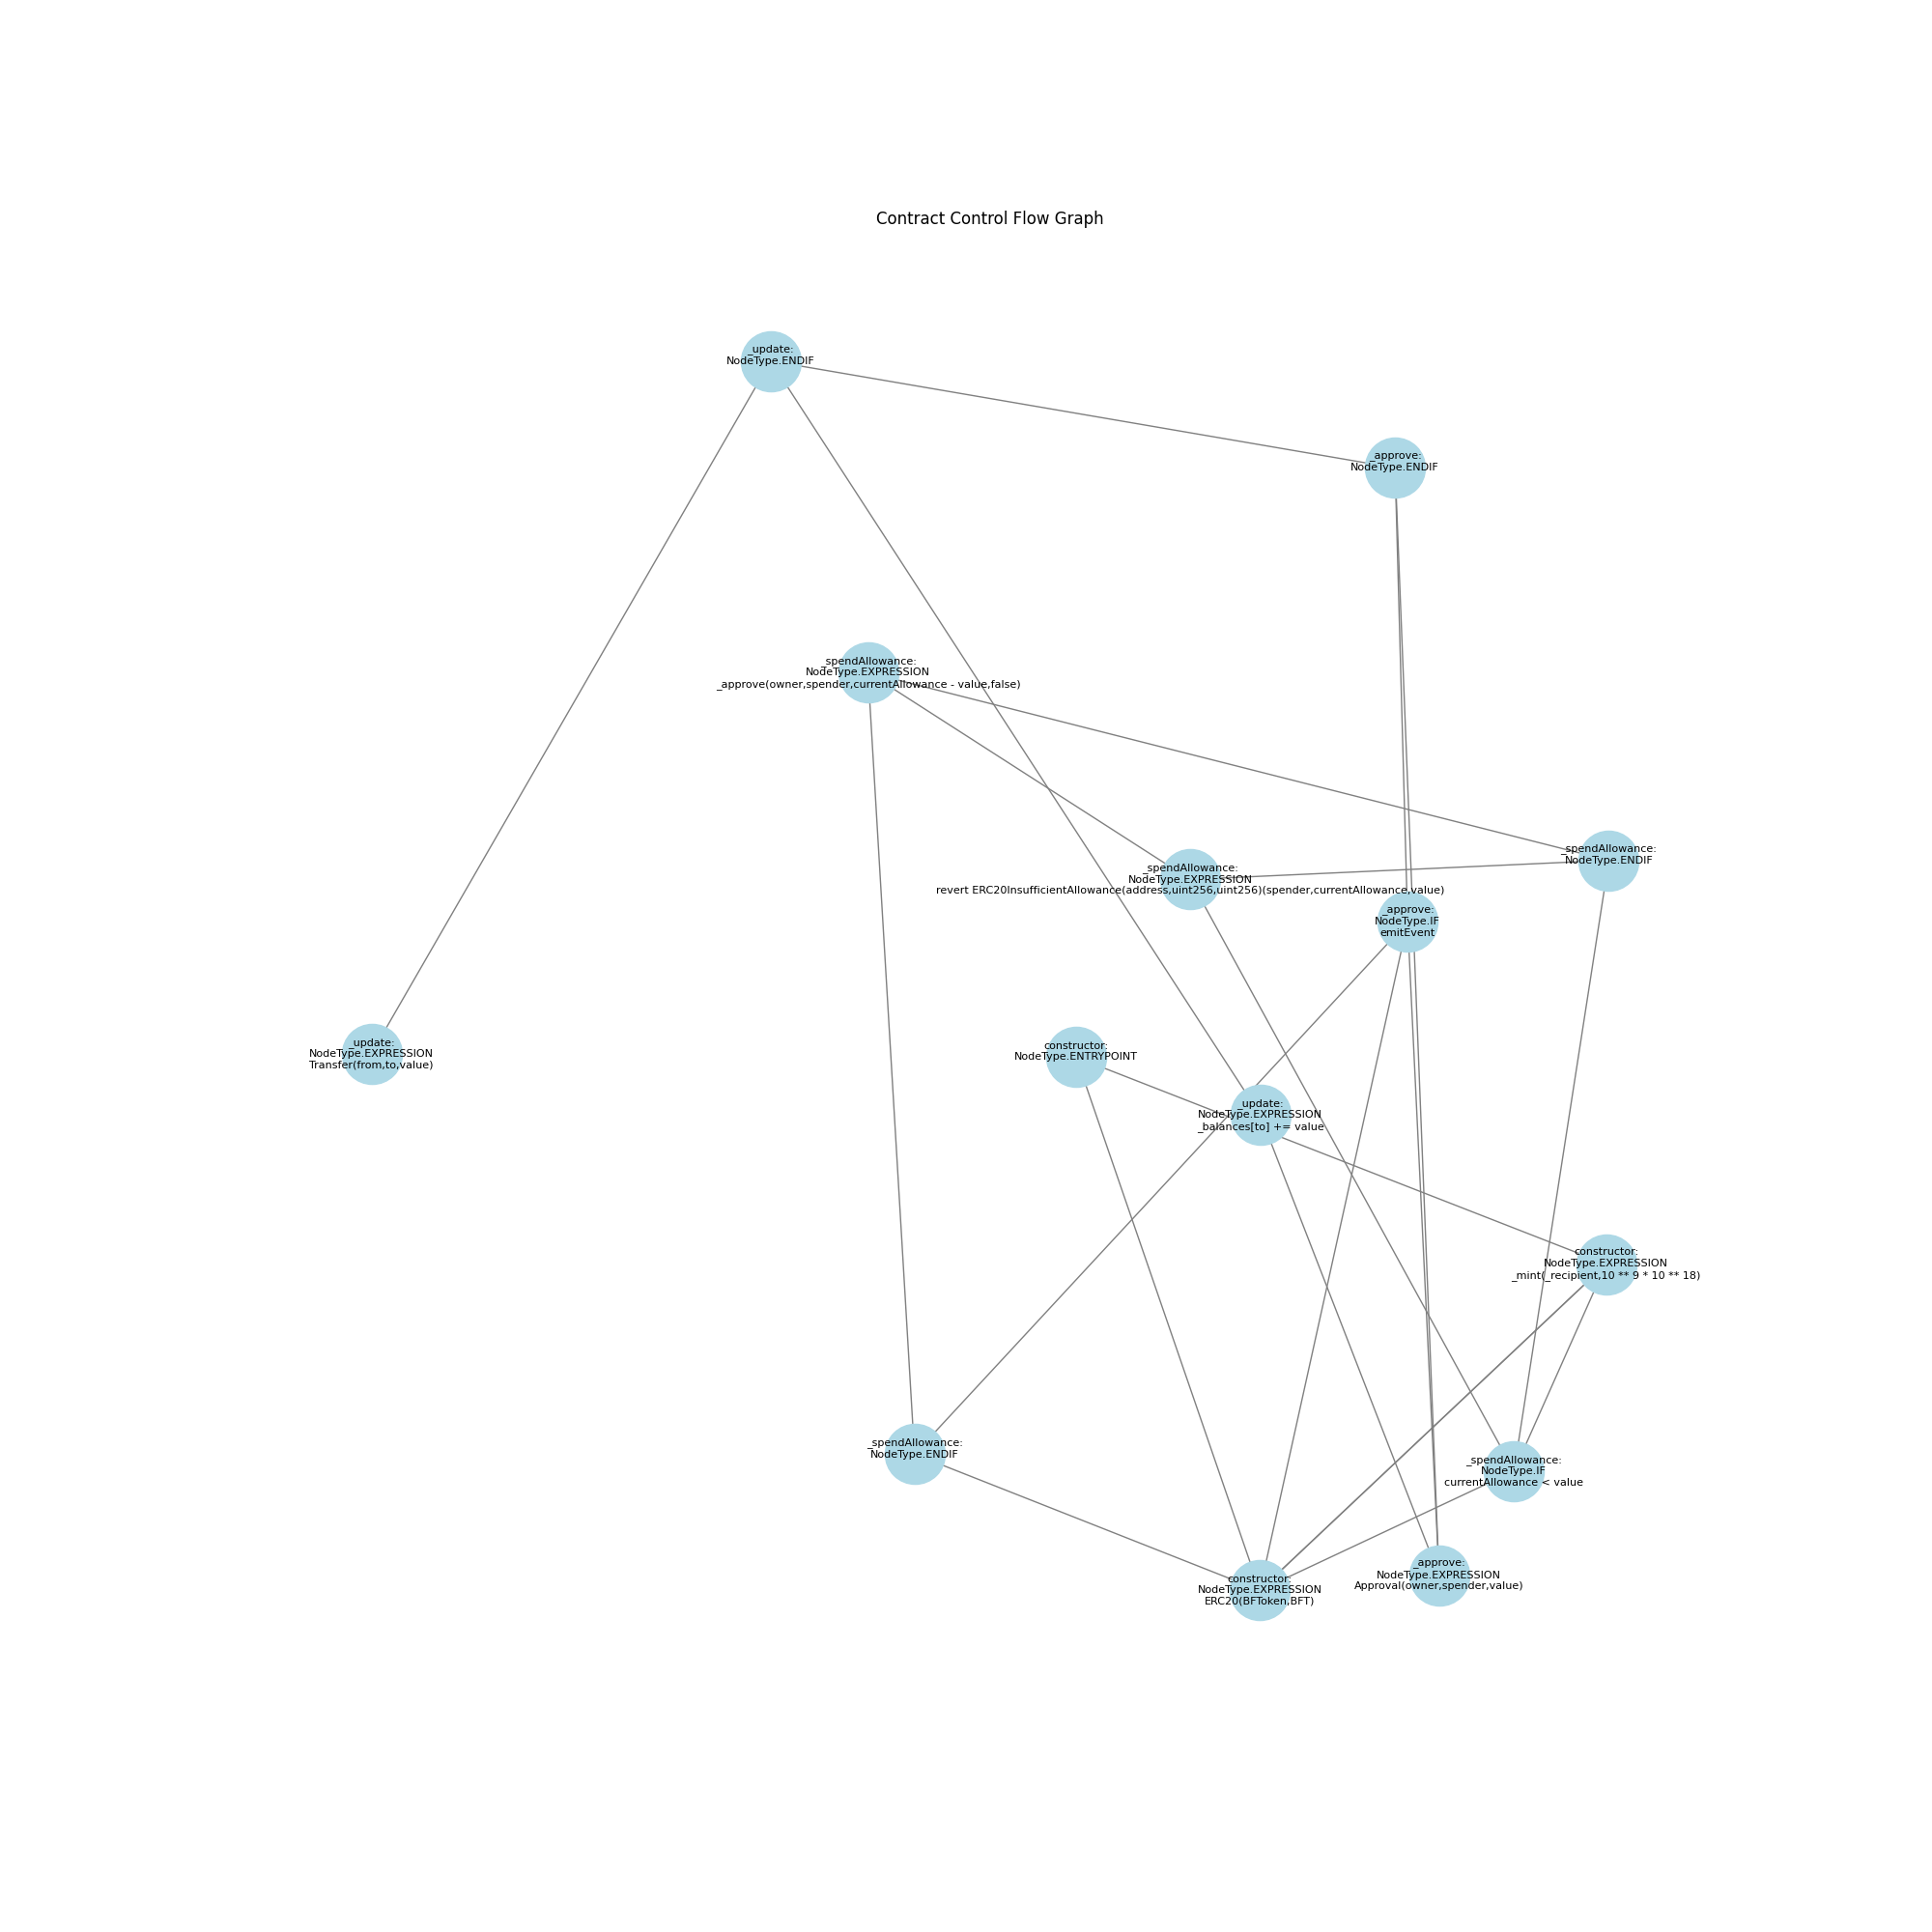 Contract Control Flow Graph
_update:
NodeType.ENDIF
_approve:
NodeType.ENDIF
_spendAllowance:
NodeType.EXPRESSION
_approve(owner,spender,currentAllowance - value,false)
_spendAllowance:
NodeType.ENDIF
_spendAllowance:
NodeType.EXPRESSION
revert ERC20InsufficientAllowance(address,uint256,uint256)(spender,currentAllowance,value)
_approve:
NodeType.IF
emitEvent
_update:
NodeType.EXPRESSION
Transfer(from,to,value)
constructor:
NodeType.ENTRYPOINT
_update:
NodeType.EXPRESSION
_balances[to] += value
constructor:
NodeType.EXPRESSION
_mint(_recipient,10 ** 9 * 10 ** 18)
_spendAllowance:
NodeType.ENDIF
_spendAllowance:
NodeType.IF
currentAllowance < value
_approve:
NodeType.EXPRESSION
Approval(owner,spender,value)
constructor:
NodeType.EXPRESSION
ERC20(BFToken,BFT)